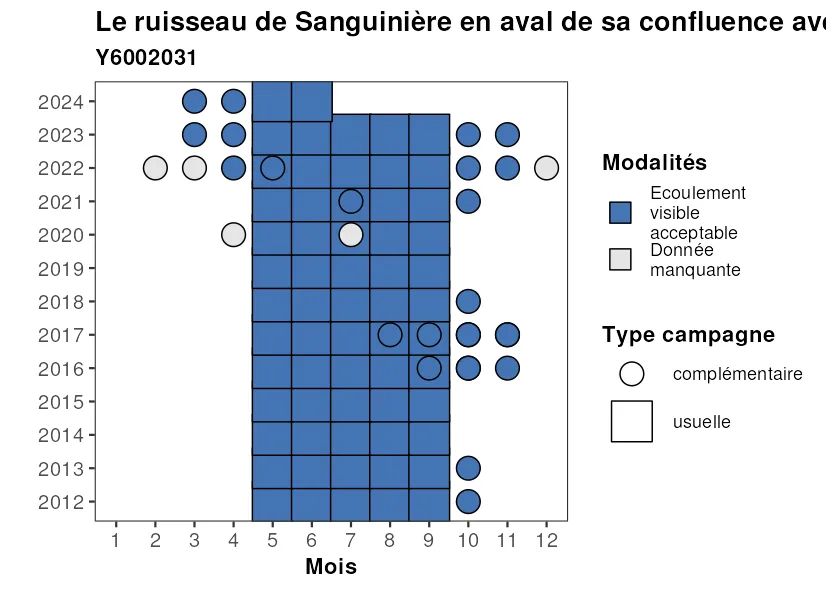 Le ruisseau de Sanguinière en aval de sa confluence
Y6002031
2024
2023
2022
2021
2020
2019
2018
2017
2016
2015
2014
2013
2012
1 2 3 4 5 6 7 8 9 10 11 12
Mois
Modalités
Ecoulement
visible
acceptable
Donnée
manquante
Type campagne
complémentaire
usuelle